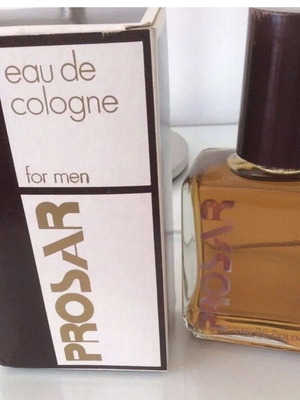 eau de
cologne
for men
PROSAR
PROSAR